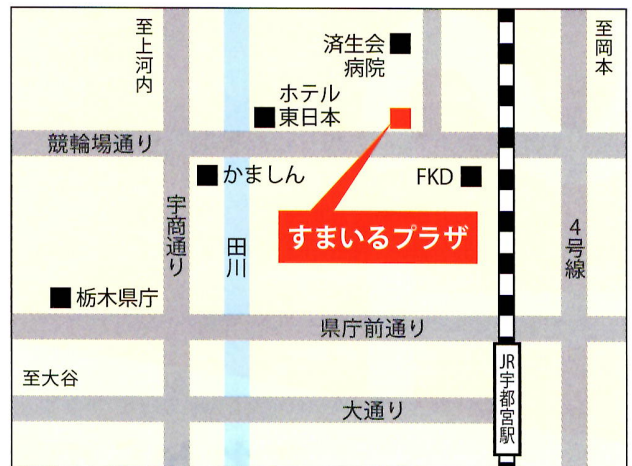 至上河内
済生会
病院
至岡本
ホテル
東日本
競輪場通り
かましん
FKD
宇商通り
田川
すまいるプラザ
4号線
栃木県庁
県庁前通り
至大谷
大通り
JR宇都宮駅